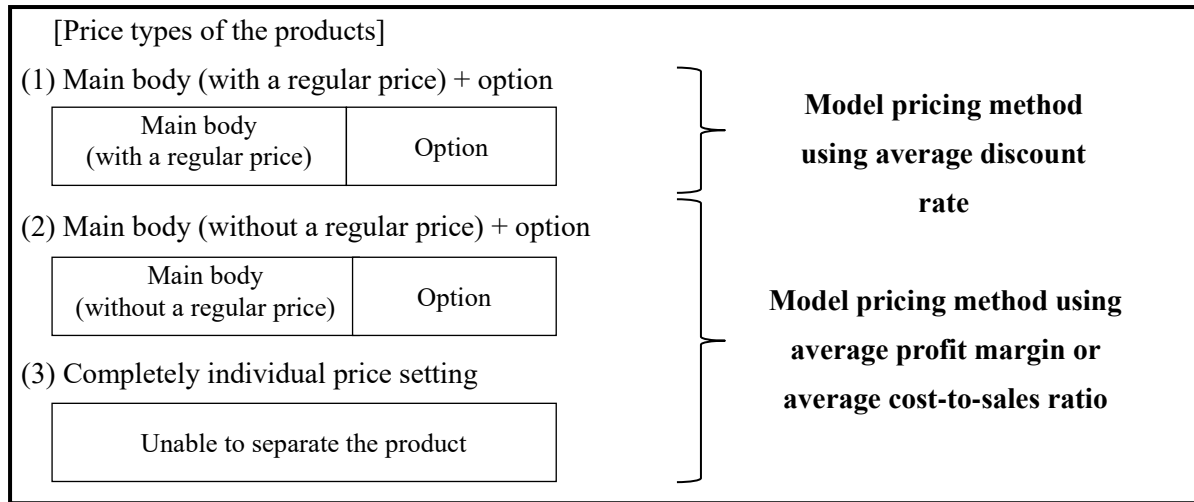 [Price types of the products]
(1) Main body (with a regular price) + option
Main body
(with a regular price)
Option
Model pricing method
using average discount
rate
(2) Main body (without a regular price) + option
Main body
(without a regular price)
Option
(3) Completely individual price setting
Unable to separate the product
Model pricing method using
average profit margin or
average cost-to-sales ratio